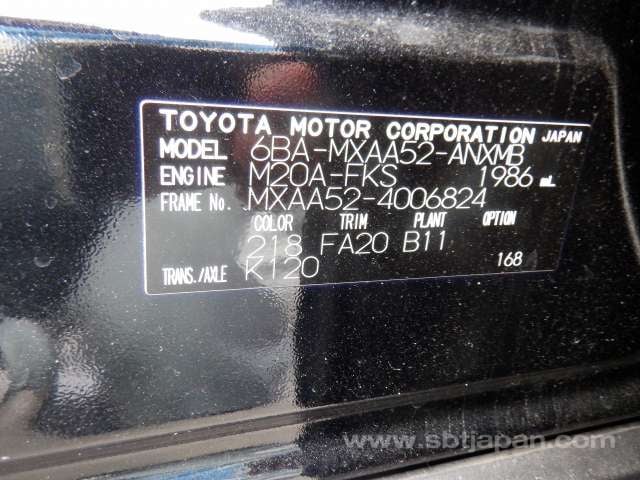 TOYOTA MOTOR CORPORATION JAPAN
MODEL 6BA-MXAA52-ANXMB
ENGINE M20A-FKS 1986 mL
FRAME No. MXAA52-4006824
COLOR TRIM PLANT OPTION
218 FA20 B11
TRANS./AXLE K120 168
www.sbtjapan.com